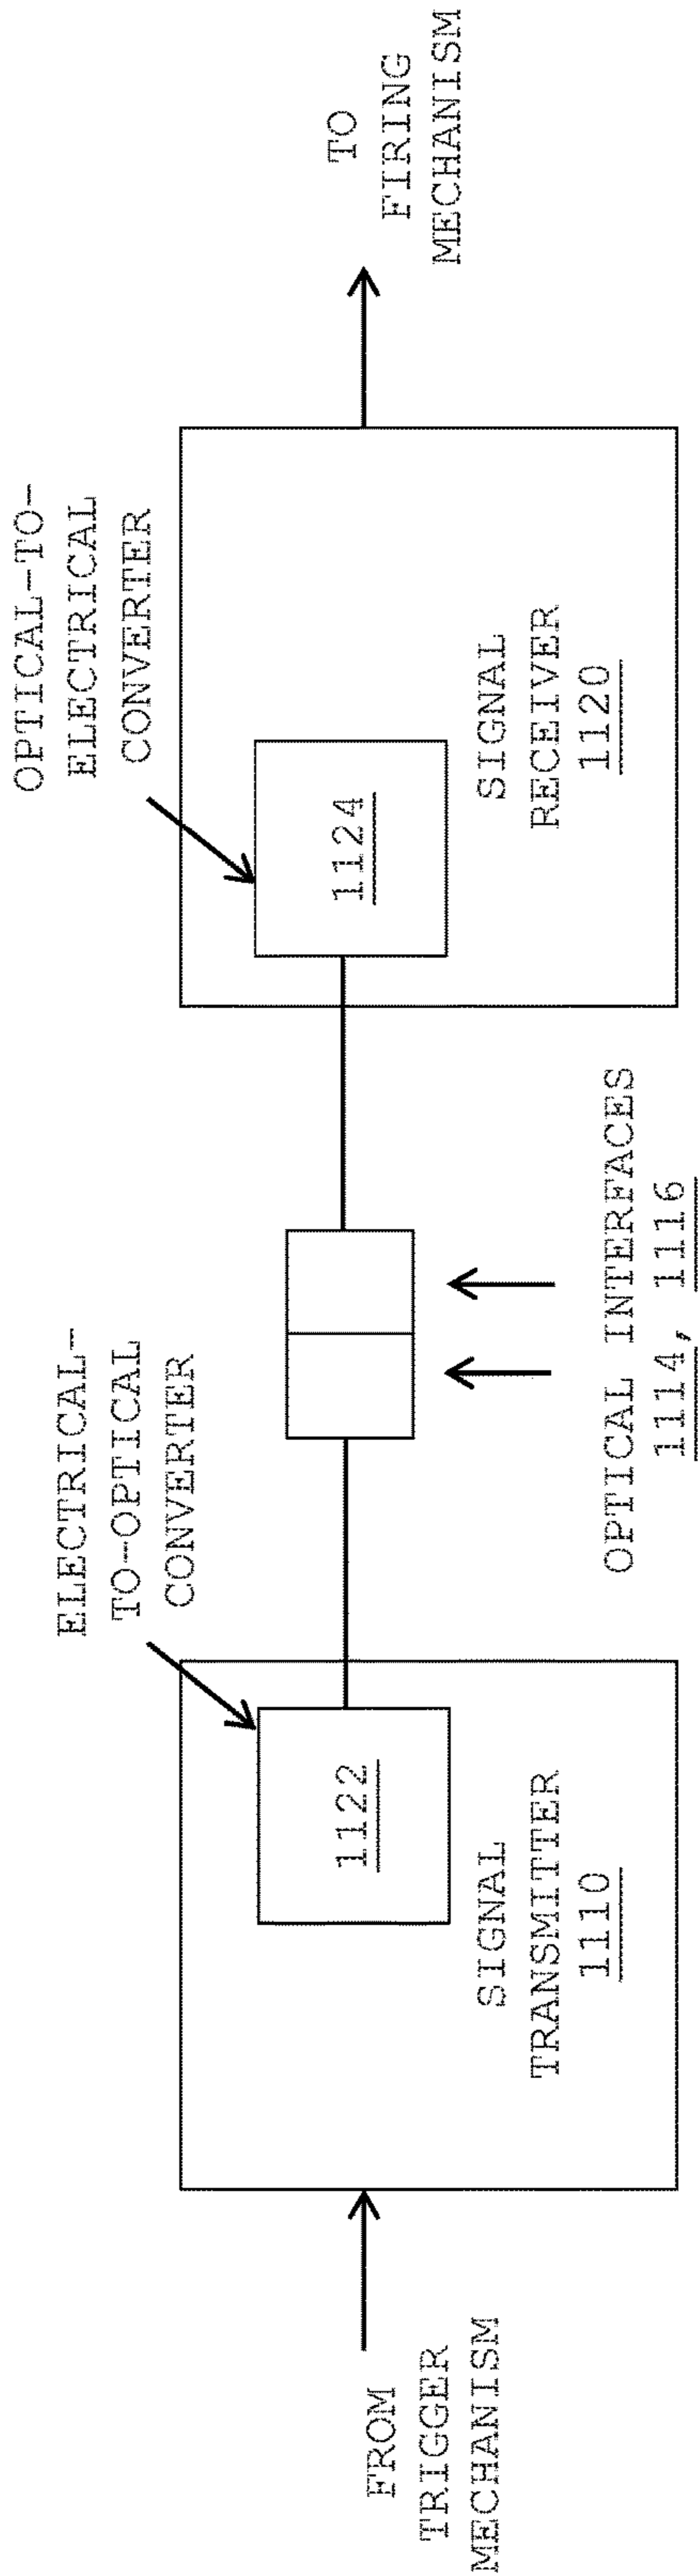 FROM
TRIGGER
MECHANISM
ELECTRICAL-
TO-OPTICAL
CONVERTER
1122
SIGNAL
TRANSMITTER
1110
OPTICAL INTERFACES
1114, 1116
OPTICAL-TO-
ELECTRICAL
CONVERTER
1124
SIGNAL
RECEIVER
1120
TO
FIRING
MECHANISM